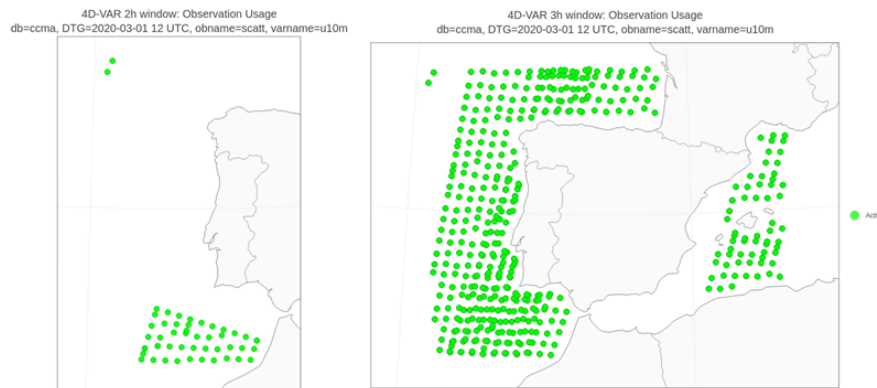 4D-VAR 2h window: Observation Usage
db=ccma, DTG=2020-03-01 12 UTC, obname=scatt, varname=u10m
4D-VAR 3h window: Observation Usage
db=ccma, DTG=2020-03-01 12 UTC, obname=scatt, varname=u10m
Acti